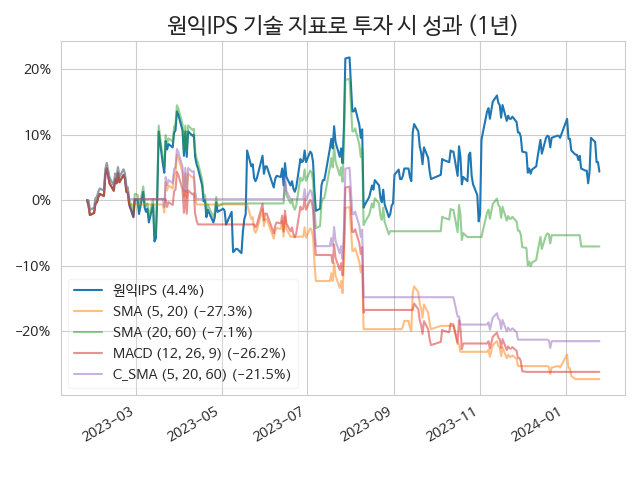 원익IPS 기술 지표로 투자 시 성과 (1년)
20%
10%
0%
−10%
−20%
원익IPS (4.4%)
SMA (5, 20) (−27.3%)
SMA (20, 60) (−7.1%)
MACD (12, 26, 9) (−26.2%)
C_SMA (5, 20, 60) (−21.5%)
2023−03
2023−05
2023−07
2023−09
2023−11
2024−01